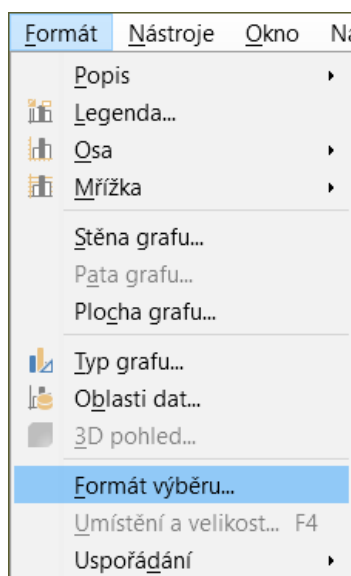 Formát Nástroje Okno
Popis
Legenda...
Osa
Mřížka
Stěna grafu...
Pata grafu...
Plocha grafu...
Typ grafu...
Oblasti dat...
3D pohled...
Formát výběru...
Umístění a velikost... F4
Uspořádání